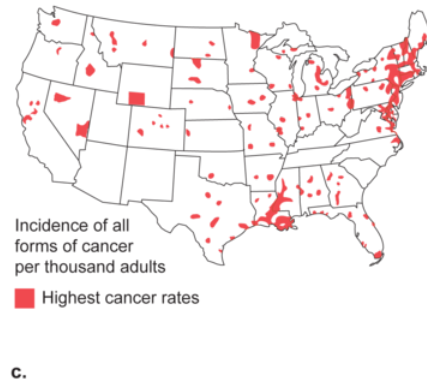 Incidence of all
forms of cancer
per thousand adults
Highest cancer rates
c.